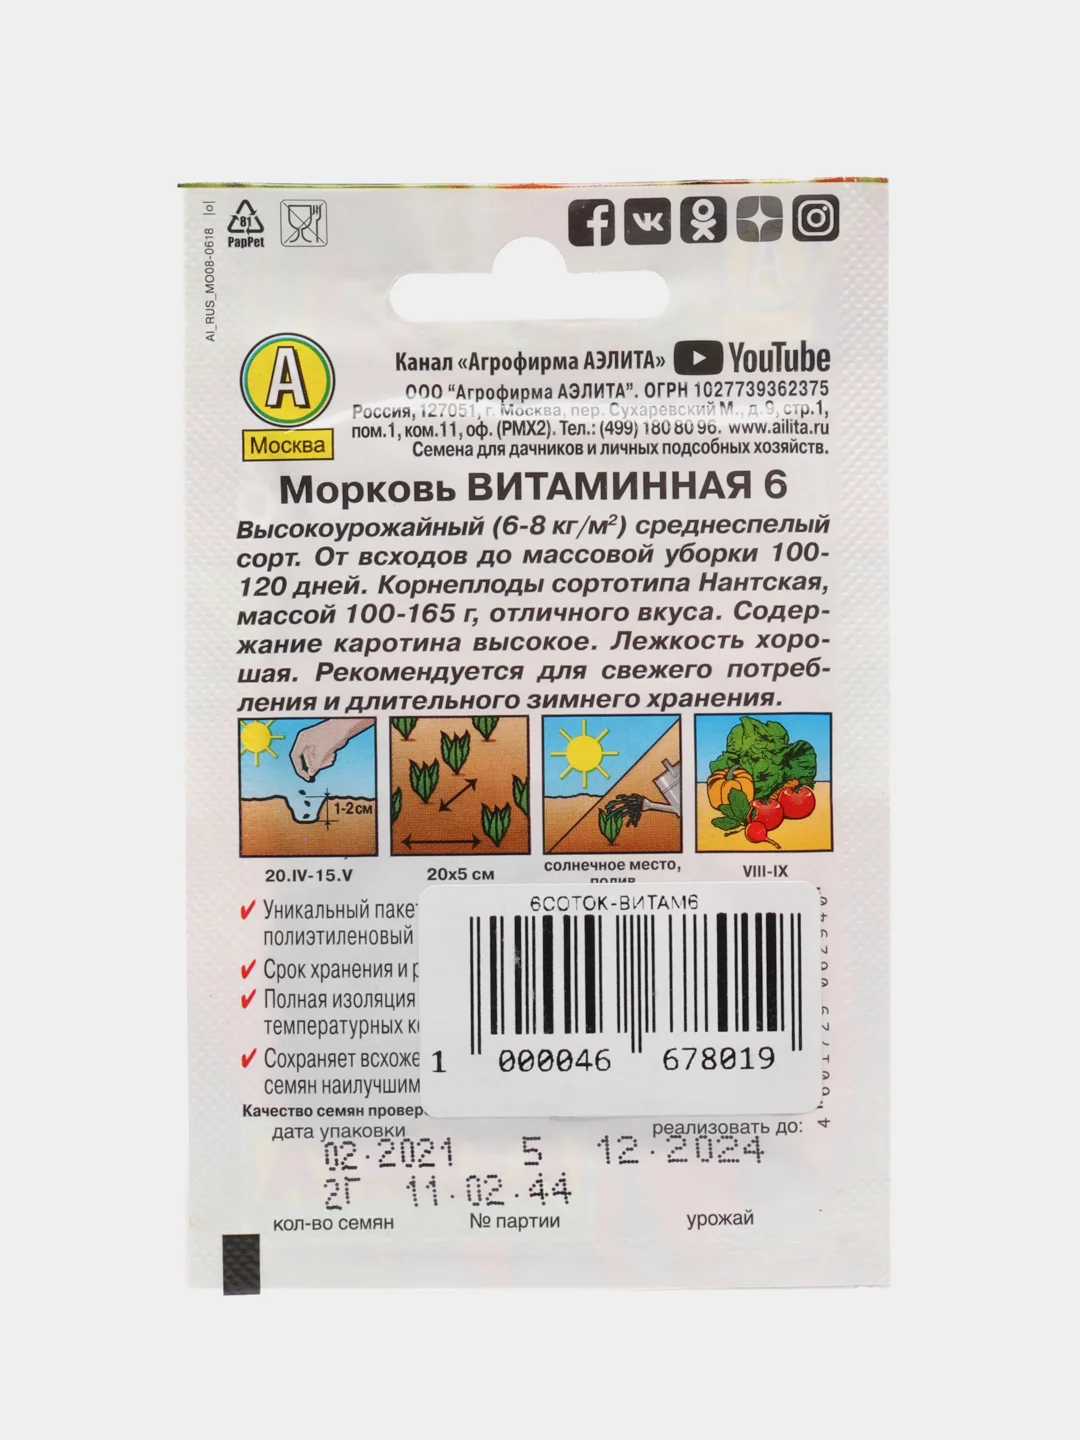 AI_RUS_MO08-0618
81
PapPet
А
Москва
Канал «Агрофирма АЭЛИТА» YouTube
ООО “Агрофирма АЭЛИТА”. ОГРН 1027739362375
Россия, 127051, г. Москва, пер. Сухаревский М., д.9, стр.1,
пом.1, ком.11, оф. (РМХ2). Тел.: (499) 180 80 96. www.ailita.ru
Семена для дачников и личных подсобных хозяйств.
Морковь ВИТАМИННАЯ 6
Высокоурожайный (6-8 кг/м²) среднеспелый
сорт. От всходов до массовой уборки 100-
120 дней. Корнеплоды сортотипа Нантская,
массой 100-165 г, отличного вкуса. Содер-
жание каротина высокое. Лежкость хоро-
шая. Рекомендуется для свежего потреб-
ления и длительного зимнего хранения.
1-2 см
20.IV-15.V
20х5 см
солнечное место,
полив
VIII-IX
Уникальный
полиэтиленовый
Срок хранения и
Полная изоляция
температурных
Сохраняет
семян наилучшим
Качество семян
6СОТОК-ВИТАМ6
1 000046 678019
дата упаковки
реализовать до:
02.2021 5 12.2024
2Г 11.02.44
кол-во семян
№ партии
урожай